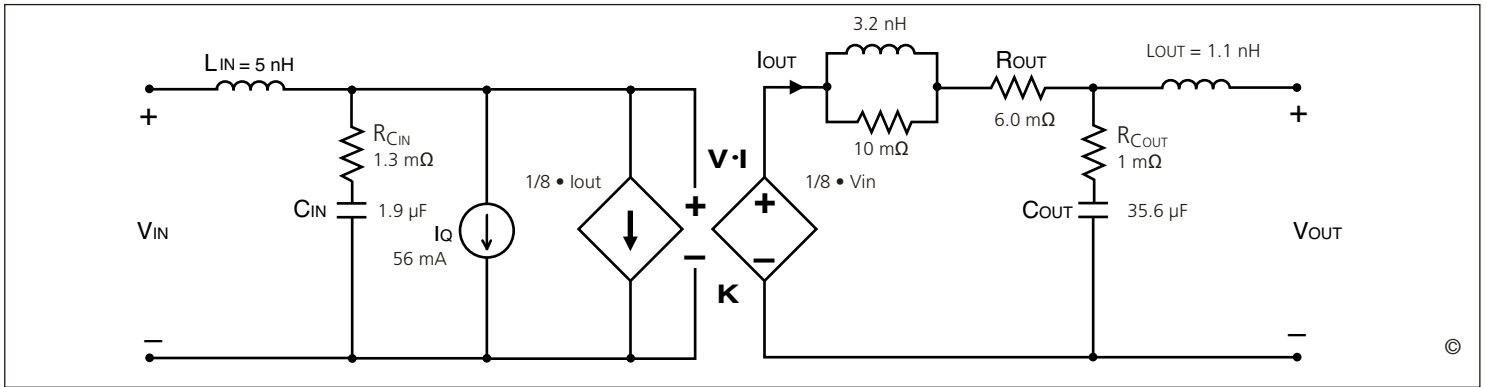 3.2 nH
LIN = 5 nH
IOUT
ROUT
LOUT = 1.1 nH
+
+
6.0 mΩ
RCIN
1.3 mΩ
10 mΩ
RCOUT
1 mΩ
V•I
1/8 • Iout
1/8 • Vin
+
+
CIN
1.9 µF
COUT
35.6 µF
VIN
IQ
VOUT
56 mA
–
–
K
–
–
©